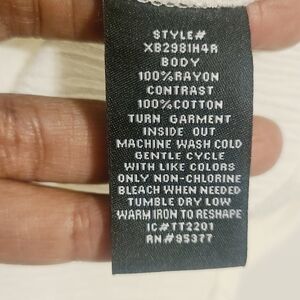 STYLE#
XB2981H4R
BODY
100%RAYON
CONTRAST
100%COTTON
TURN GARMENT
INSIDE OUT
MACHINE WASH COLD
GENTLE CYCLE
WITH LIKE COLORS
ONLY NON-CHLORINE
BLEACH WHEN NEEDED
TUMBLE DRY LOW
WARM IRON TO RESHAPE
IC#TT2201
RN#95377